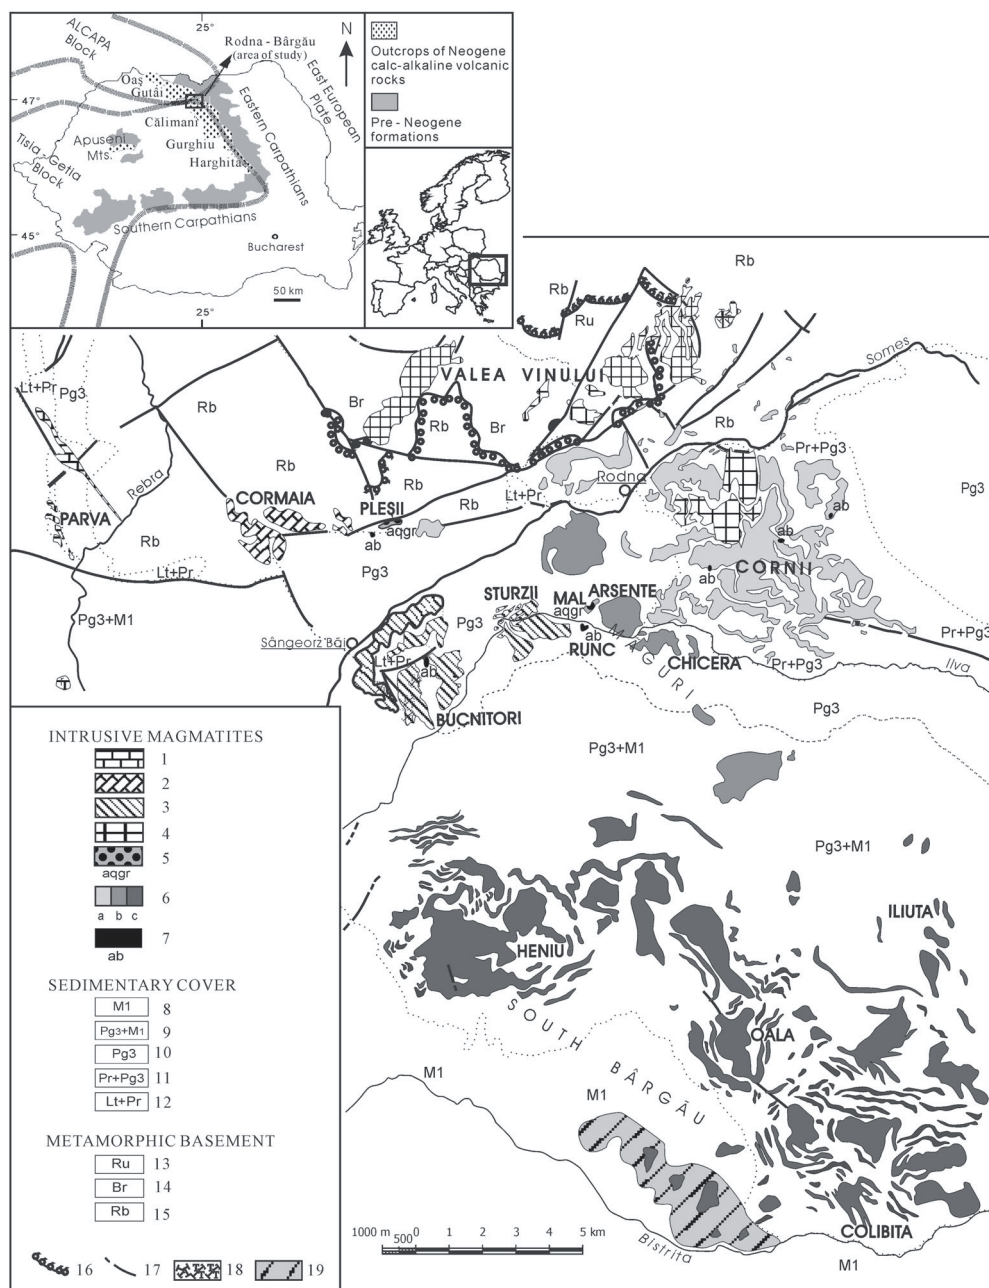 ALCAPA
Block
25°
Rodna - Bârgău
(area of study)
N
Oaş
Gutâi
47°
Călimani
Apuseni
Mts.
Gurghiu
Harghita
Tisia - Getia
Block
Eastern Carpathians
East European
Plate
Southern Carpathians
45°
Bucharest
50 km
25°
Outcrops of Neogene
calc-alkaline volcanic
rocks
Pre - Neogene
formations
Rb
Rb
Ru
Someş
VALEA VINULUI
Lt+Pr
Pg3
Rb
Br
Rb
Br
Rb
Pr+Pg3
Rebra
Rb
Rb
Rodna
Lt+Pr
Pg3
CORMAIA
PLEŞII
Rb
PARVA
aqgr
ab
ab
Rb
ab
CORNII
Lt+Pr
Pg3
ab
STURZII
MAL
ARSENTE
aqgr
Pg3+M1
Pg3
Sângeorz Băi
ab
RUNC
MĂGURI
CHICERA
Pr+Pg3
Pr+Pg3
Ilva
Lt+Pr
ab
BUCNITORI
Pg3
Pg3+M1
Pg3+M1
ILIUTA
HENIU
SOUTH BÂRGĂU
OALA
M1
M1
COLIBITA
Bistrita
M1
1000 m 500 0 1 2 3 4 5 km
INTRUSIVE MAGMATITES
1
2
3
4
5
aqgr
6
a b c
7
ab
SEDIMENTARY COVER
M1 8
Pg3+M1 9
Pg3 10
Pr+Pg3 11
Lt+Pr 12
METAMORPHIC BASEMENT
Ru 13
Br 14
Rb 15
16 17 18 19